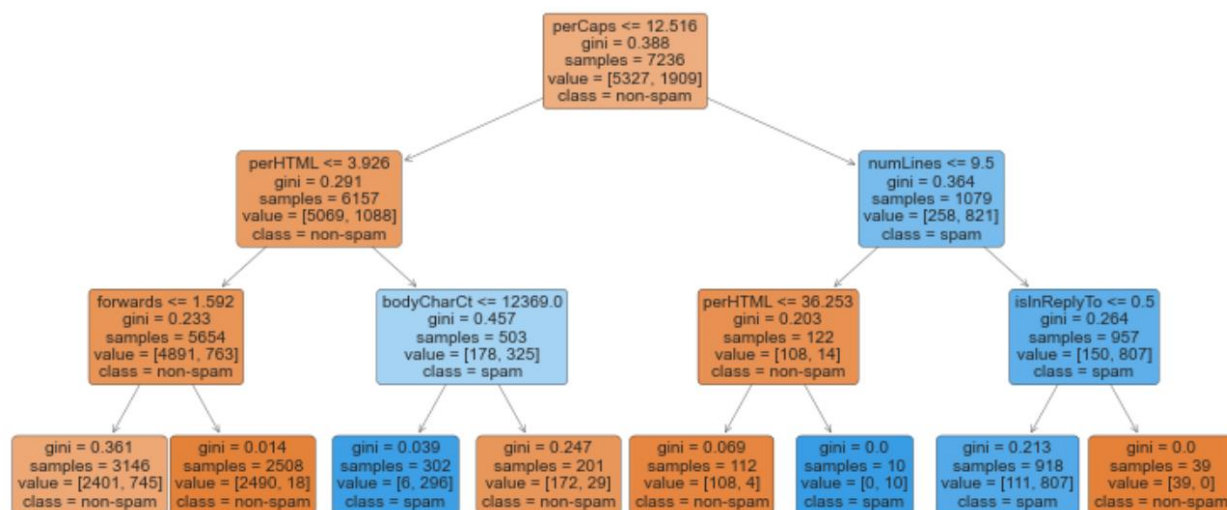 perCaps <= 12.516
gini = 0.388
samples = 7236
value = [5327, 1909]
class = non-spam
perHTML <= 3.926
gini = 0.291
samples = 6157
value = [5069, 1088]
class = non-spam
numLines <= 9.5
gini = 0.364
samples = 1079
value = [258, 821]
class = spam
forwards <= 1.592
gini = 0.233
samples = 5654
value = [4891, 763]
class = non-spam
bodyCharCt <= 12369.0
gini = 0.457
samples = 503
value = [178, 325]
class = spam
perHTML <= 36.253
gini = 0.203
samples = 122
value = [108, 14]
class = non-spam
isInReplyTo <= 0.5
gini = 0.264
samples = 957
value = [150, 807]
class = spam
gini = 0.361
samples = 3146
value = [2401, 745]
class = non-spam
gini = 0.014
samples = 2508
value = [2490, 18]
class = non-spam
gini = 0.039
samples = 302
value = [6, 296]
class = spam
gini = 0.247
samples = 201
value = [172, 29]
class = non-spam
gini = 0.069
samples = 112
value = [108, 4]
class = non-spam
gini = 0.0
samples = 10
value = [0, 10]
class = spam
gini = 0.213
samples = 918
value = [111, 807]
class = spam
gini = 0.0
samples = 39
value = [39, 0]
class = non-spam